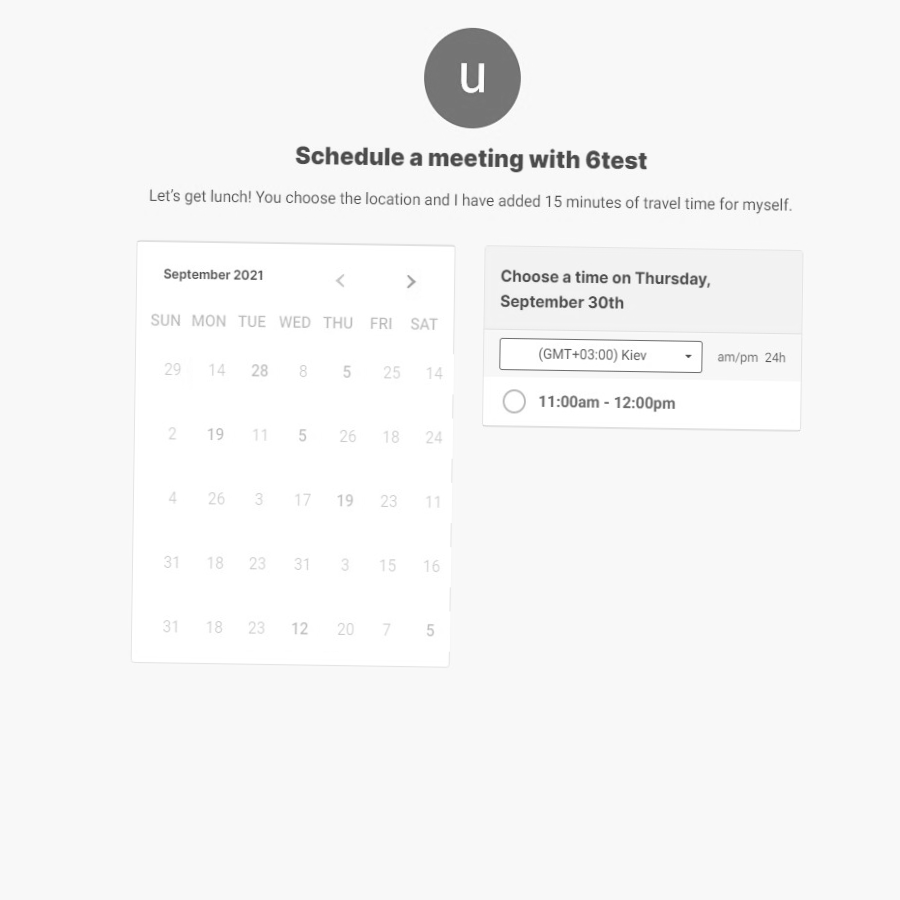 u
Schedule a meeting with 6test
Let's get lunch! You choose the location and I have added 15 minutes of travel time for myself.
September 2021
SUN MON TUE WED THU FRI SAT
29 14 28 8 5 25 14
2 19 11 5 26 18 24
4 26 3 17 19 23 11
31 18 23 31 3 15 16
31 18 23 12 20 7 5
Choose a time on Thursday,
September 30th
(GMT+03:00) Kiev am/pm 24h
11:00am - 12:00pm